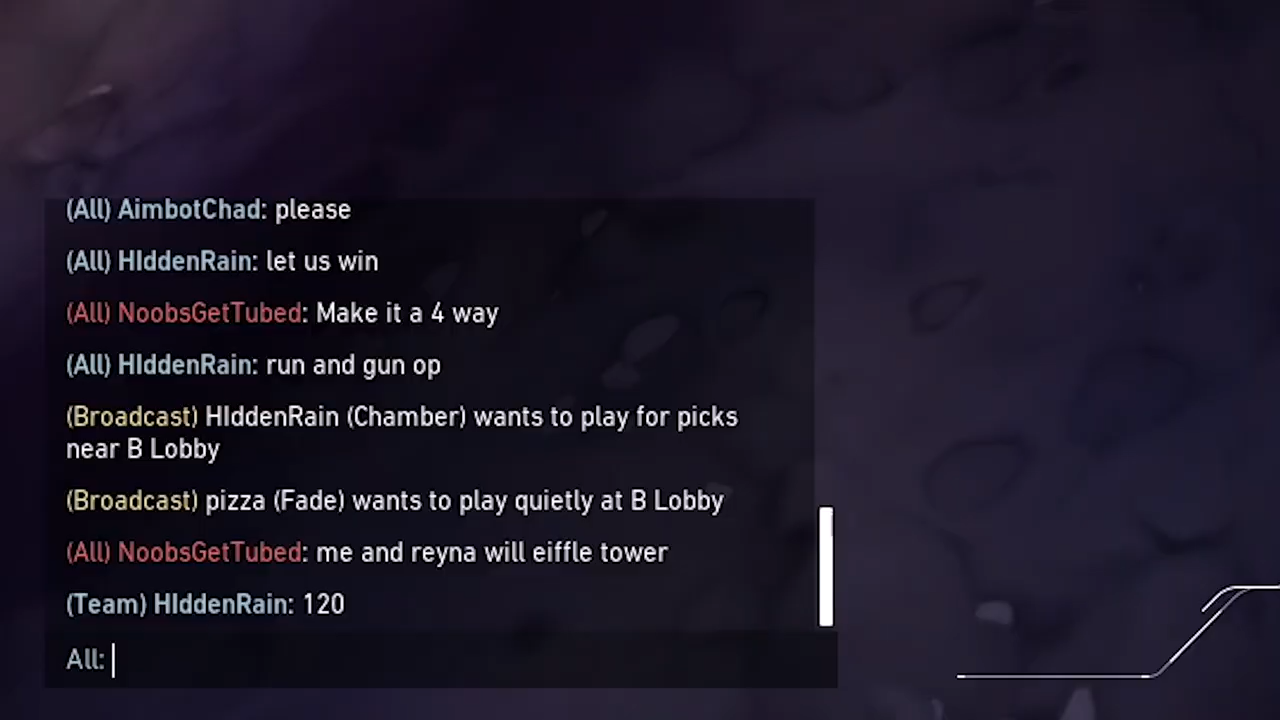 (All) AimbotChad: please
(All) HIddenRain: let us win
(All) NoobsGetTubed: Make it a 4 way
(All) HIddenRain: run and gun op
(Broadcast) HIddenRain (Chamber) wants to play for picks
near B Lobby
(Broadcast) pizza (Fade) wants to play quietly at B Lobby
(All) NoobsGetTubed: me and reyna will eiffle tower
(Team) HIddenRain: 120
All: